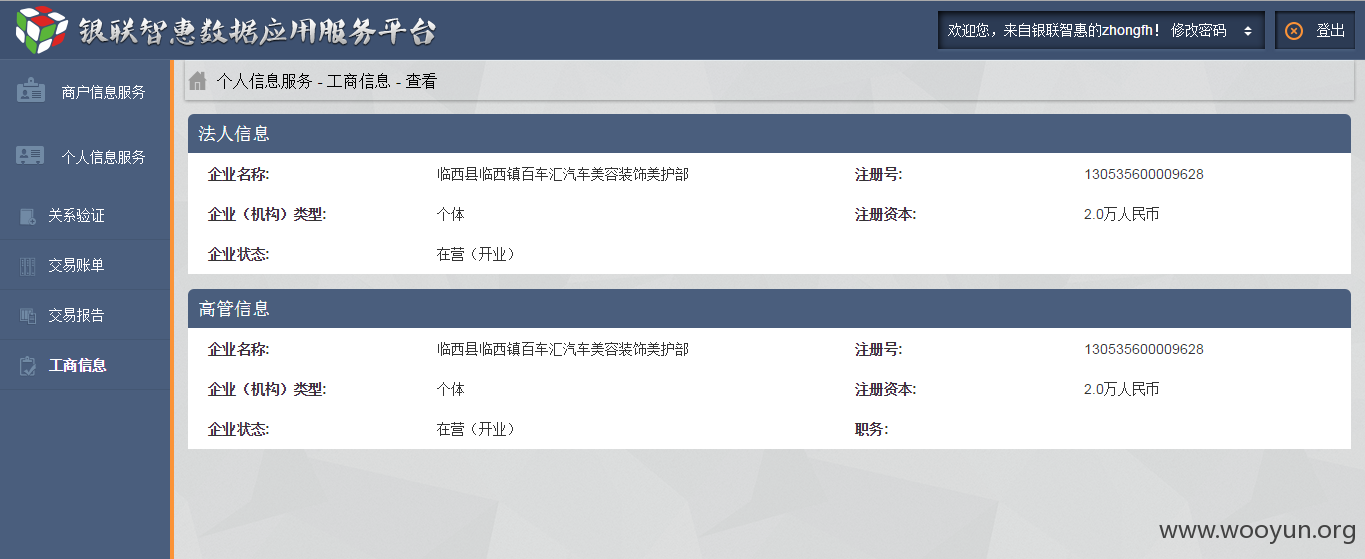 银联智惠数据应用服务平台
欢迎您，来自银联智惠的zhongfh！ 修改密码 登出
商户信息服务
个人信息服务
关系验证
交易账单
交易报告
工商信息
个人信息服务 - 工商信息 - 查看
法人信息
企业名称: 临西县临西镇百车汇汽车美容装饰美护部 注册号: 130535600009628
企业（机构）类型: 个体 注册资本: 2.0万人民币
企业状态: 在营（开业）
高管信息
企业名称: 临西县临西镇百车汇汽车美容装饰美护部 注册号: 130535600009628
企业（机构）类型: 个体 注册资本: 2.0万人民币
企业状态: 在营（开业） 职务:
www.wooyun.org